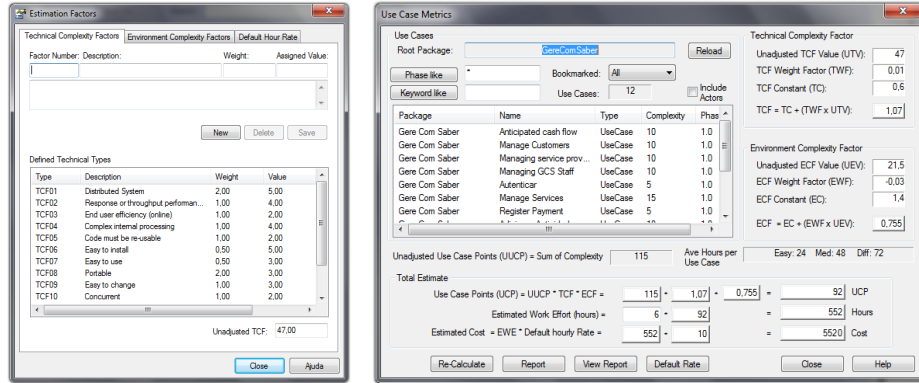 Estimation Factors
Technical Complexity Factors Environment Complexity Factors Default Hour Rate
Factor Number: Description: Weight: Assigned Value:
New Delete Save
Defined Technical Types
Type Description Weight Value
TCF01 Distributed System 2,00 5,00
TCF02 Response or throughput performan... 1,00 4,00
TCF03 End user efficiency (online) 1,00 2,00
TCF04 Complex internal processing 1,00 4,00
TCF05 Code must be re-usable 1,00 2,00
TCF06 Easy to install 0,50 5,00
TCF07 Easy to use 0,50 3,00
TCF08 Portable 2,00 3,00
TCF09 Easy to change 1,00 3,00
TCF10 Concurrent 1,00 2,00
Unadjusted TCF: 47,00
Close Ajuda
Use Case Metrics
Use Cases
Root Package: GereComSaber Reload
Phase like * Bookmarked: All
Keyword like Use Cases: 12 Include Actors
Package Name Type Complexity Phas
Gere Com Saber Anticipated cash flow UseCase 10 1.0
Gere Com Saber Manage Customers UseCase 10 1.0
Gere Com Saber Managing service prov... UseCase 10 1.0
Gere Com Saber Managing GCS Staff UseCase 10 1.0
Gere Com Saber Autenticar UseCase 5 1.0
Gere Com Saber Manage Services UseCase 15 1.0
Gere Com Saber Register Payment UseCase 5 1.0
Technical Complexity Factor
Unadjusted TCF Value (UTV): 47
TCF Weight Factor (TWF): 0,01
TCF Constant (TC): 0,6
TCF = TC + (TWF x UTV): 1,07
Environment Complexity Factor
Unadjusted ECF Value (UEV): 21,5
ECF Weight Factor (EWF): -0,03
ECF Constant (EC): 1,4
ECF = EC + (EWF x UEV): 0,755
Unadjusted Use Case Points (UUCP) = Sum of Complexity 115 Ave Hours per Use Case Easy: 24 Med: 48 Diff: 72
Total Estimate
Use Case Points (UCP) = UUCP * TCF * ECF = 115 * 1,07 * 0,755 = 92 UCP
Estimated Work Effort (hours) = 6 * 92 = 552 Hours
Estimated Cost = EWE * Default hourly Rate = 552 * 10 = 5520 Cost
Re-Calculate Report View Report Default Rate Close Help